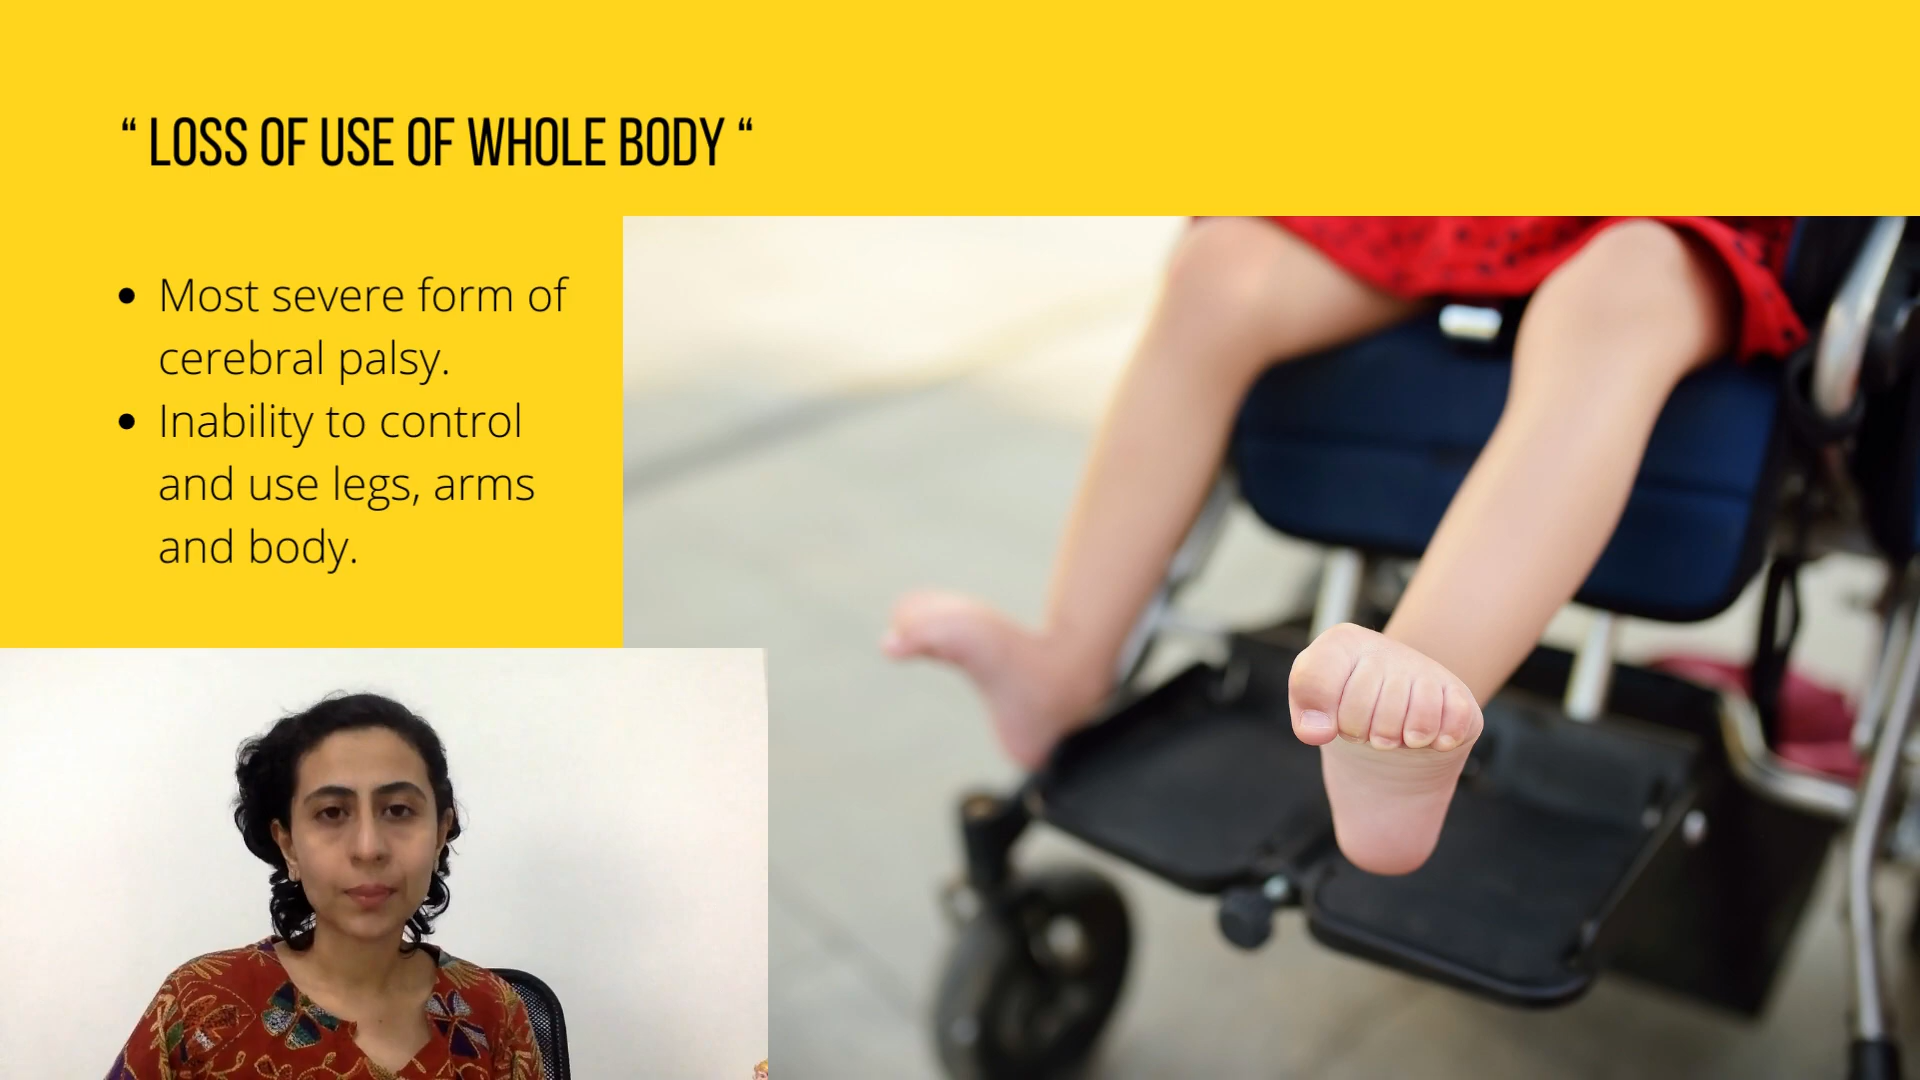 “ LOSS OF USE OF WHOLE BODY “
• Most severe form of
cerebral palsy.
• Inability to control
and use legs, arms
and body.